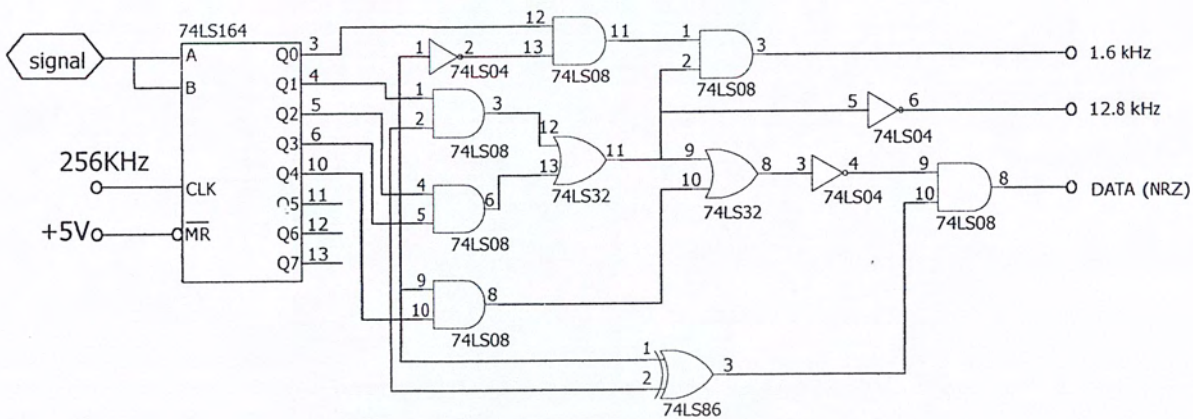 74LS164
signal
A
B
CLK
MR
Q0
Q1
Q2
Q3
Q4
Q5
Q6
Q7
3
4
5
6
10
11
12
13
256KHz
+5V
1 2
74LS04
12
13
11
74LS08
1
2
3
74LS08
1.6 kHz
1
2
3
74LS08
5 6
74LS04
12.8 kHz
12
13
11
74LS32
4
5
6
74LS08
9
10
8
74LS32
3 4
74LS04
9
10
8
74LS08
DATA (NRZ)
9
10
8
74LS08
1
2
3
74LS86